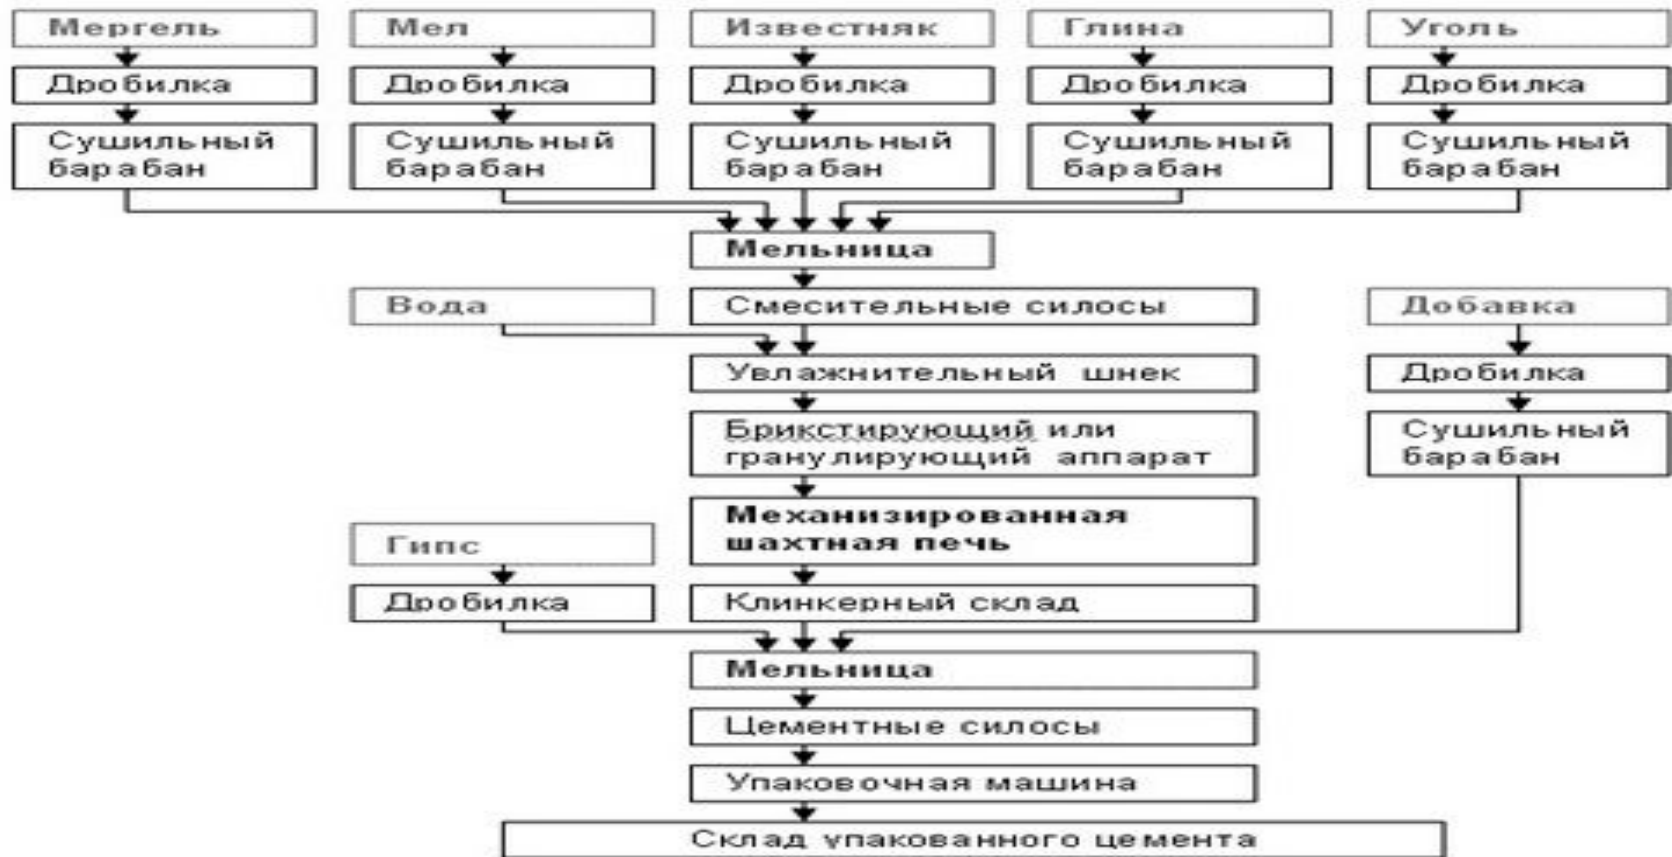 Мергель
Мел
Известняк
Глина
Уголь
Дробилка
Дробилка
Дробилка
Дробилка
Дробилка
Сушильный
барабан
Сушильный
барабан
Сушильный
барабан
Сушильный
барабан
Сушильный
барабан
Мельница
Вода
Смесительные силосы
Добавка
Увлажнительный шнек
Дробилка
Брикстирующий или
гранулирующий аппарат
Сушильный
барабан
Механизированная
шахтная печь
Гипс
Дробилка
Клинкерный склад
Мельница
Цементные силосы
Упаковочная машина
Склад упакованного цемента